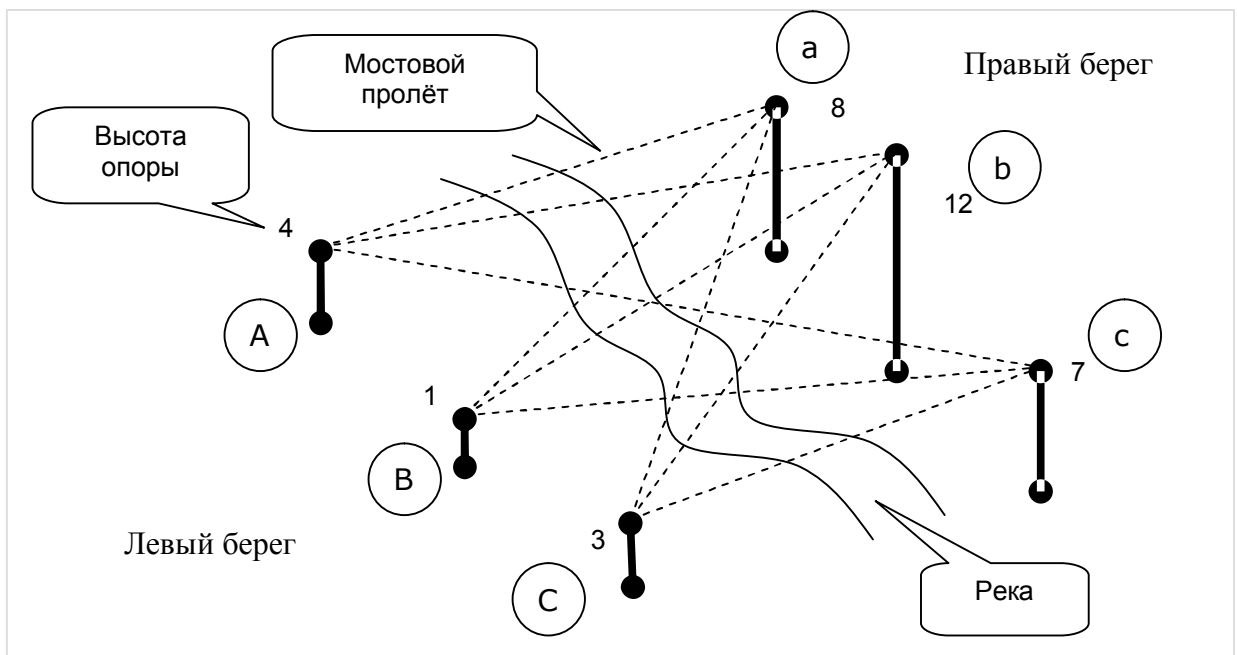 a
Правый берег
Мостовой
пролёт
8
Высота
опоры
b
12
4
A
c
7
1
B
Левый берег
3
C
Река